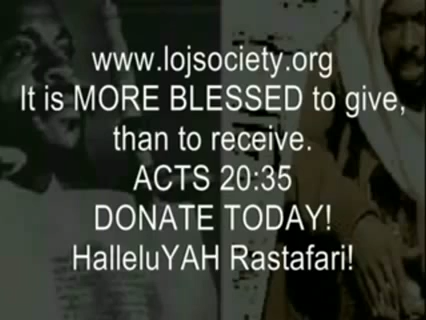 www.lojsociety.org
It is MORE BLESSED to give,
than to receive.
ACTS 20:35
DONATE TODAY!
HalleluYAH Rastafari!